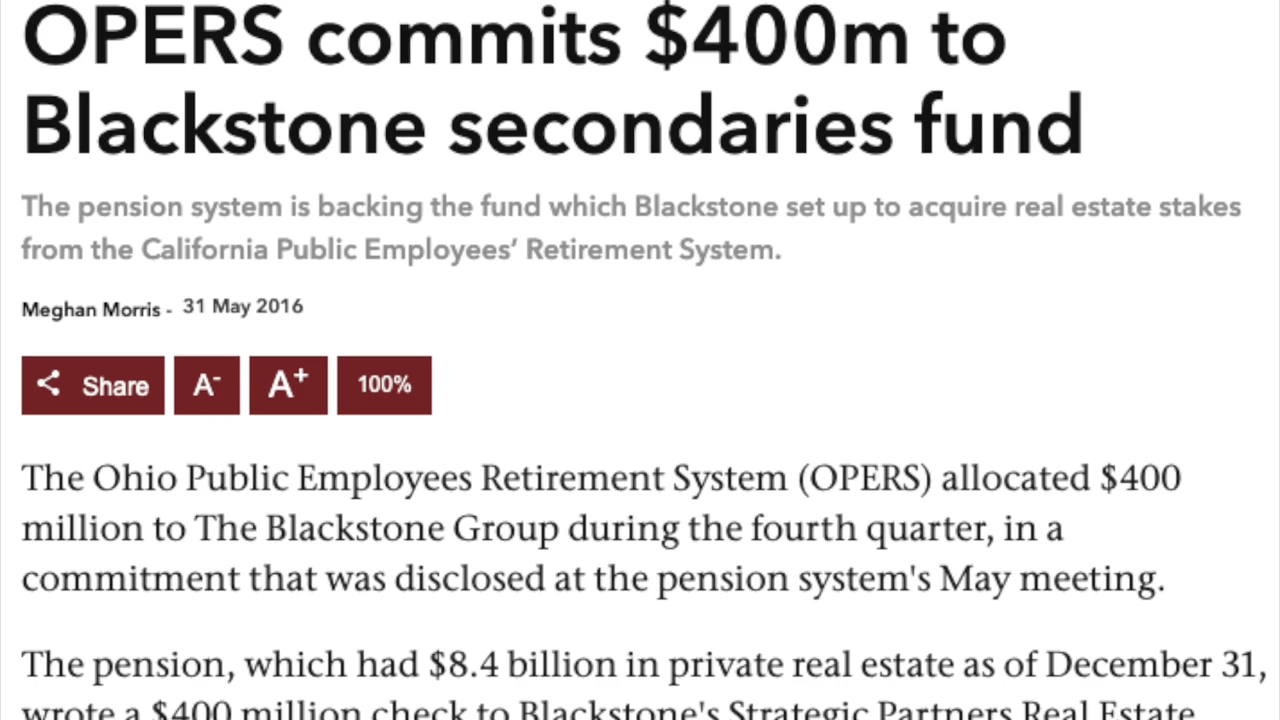 OPERS commits $400m to
Blackstone secondaries fund
The pension system is backing the fund which Blackstone set up to acquire real estate stakes
from the California Public Employees’ Retirement System.
Meghan Morris - 31 May 2016
Share A- A+ 100%
The Ohio Public Employees Retirement System (OPERS) allocated $400
million to The Blackstone Group during the fourth quarter, in a
commitment that was disclosed at the pension system's May meeting.
The pension, which had $8.4 billion in private real estate as of December 31,
wrote a $400 million check to Blackstone's Strategic Partners Real Estate